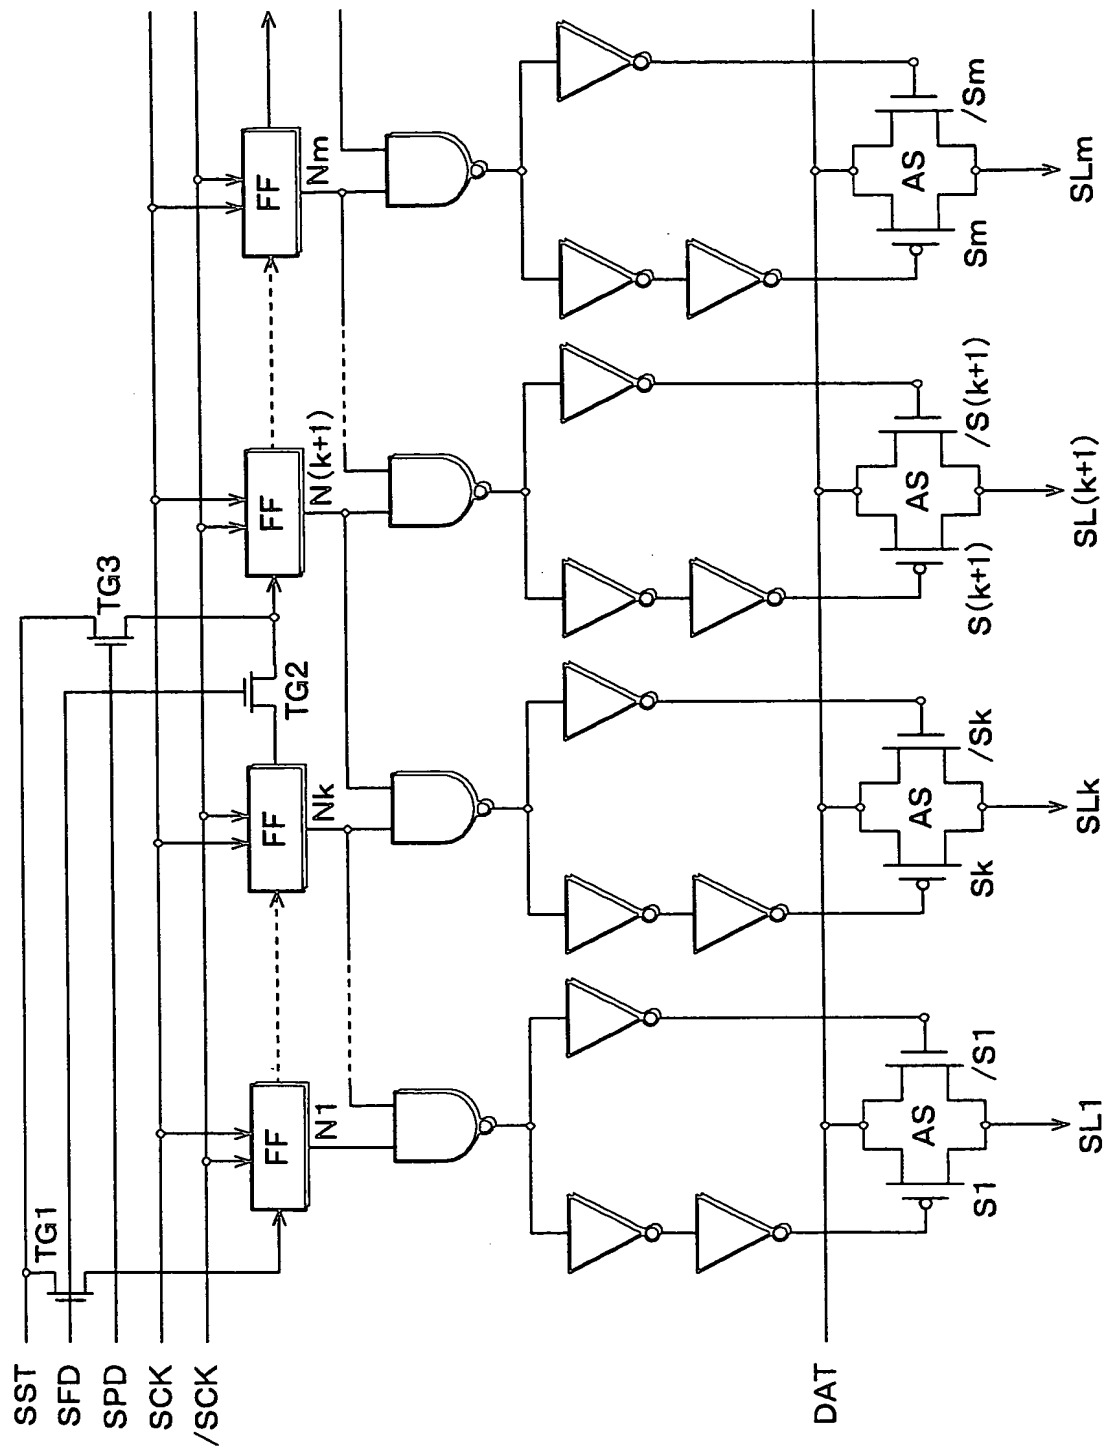 SST
SFD
SPD
SCK
/SCK
TG1
TG2
TG3
FF
FF
FF
FF
N1
Nk
N(k+1)
Nm
DAT
AS
AS
AS
AS
S1
/S1
Sk
/Sk
S(k+1)
/S(k+1)
Sm
/Sm
SL1
SLk
SL(k+1)
SLm